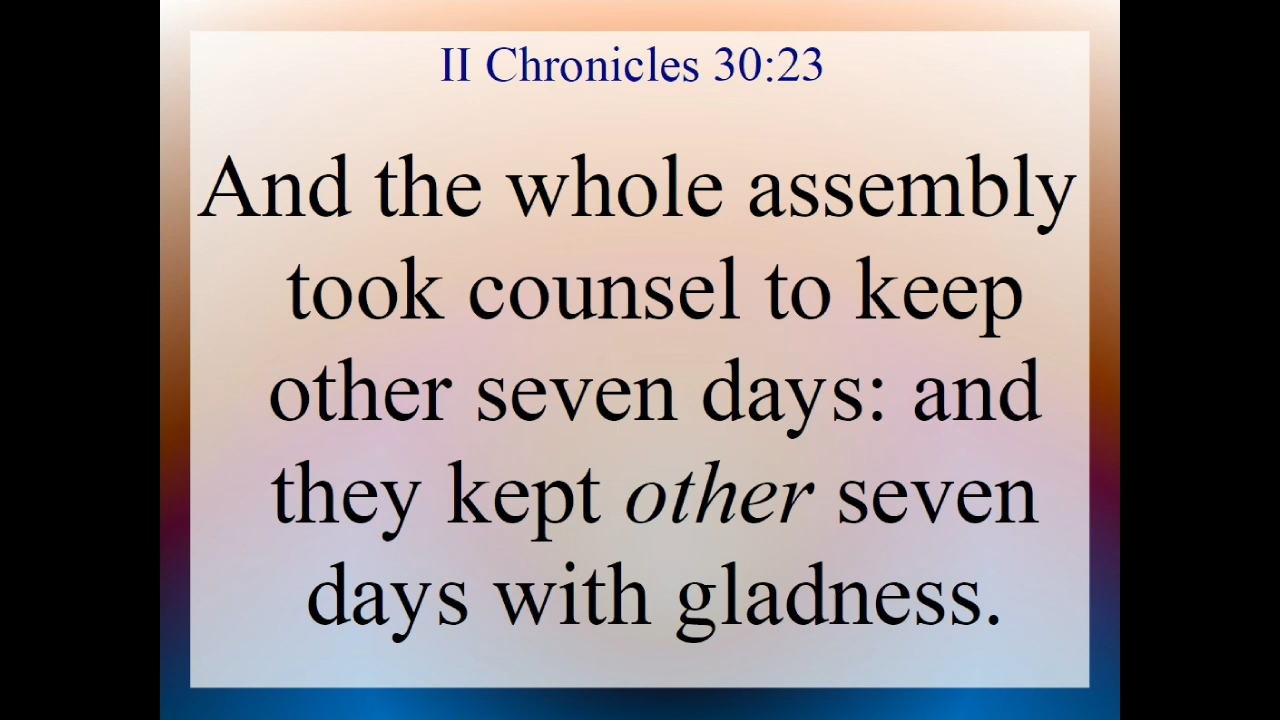 II Chronicles 30:23
And the whole assembly
took counsel to keep
other seven days: and
they kept other seven
days with gladness.